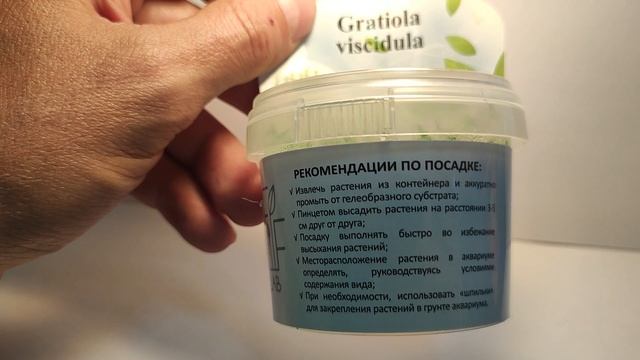 Gratiola
viscidula
РЕКОМЕНДАЦИИ ПО ПОСАДКЕ:
√ Извлечь растения из контейнера и аккуратно
промыть от гелеобразного субстрата;
√ Пинцетом высадить растения на расстоянии 3-5
см друг от друга;
√ Посадку выполнять быстро во избежание
высыхания растений;
√ Месторасположение растения в аквариуме
определять, руководствуясь условиями
содержания вида;
√ При необходимости, использовать «шпильки»
для закрепления растений в грунте аквариума.